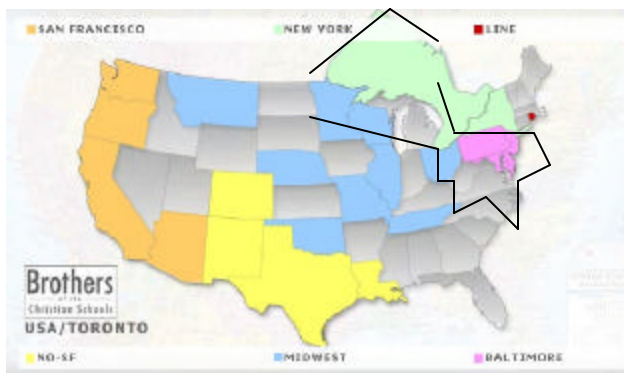 SAN FRANCISCO
NEW YORK
LINE
Brothers
of the
Christian Schools
USA/TORONTO
NO-SF
MIDWEST
BALTIMORE